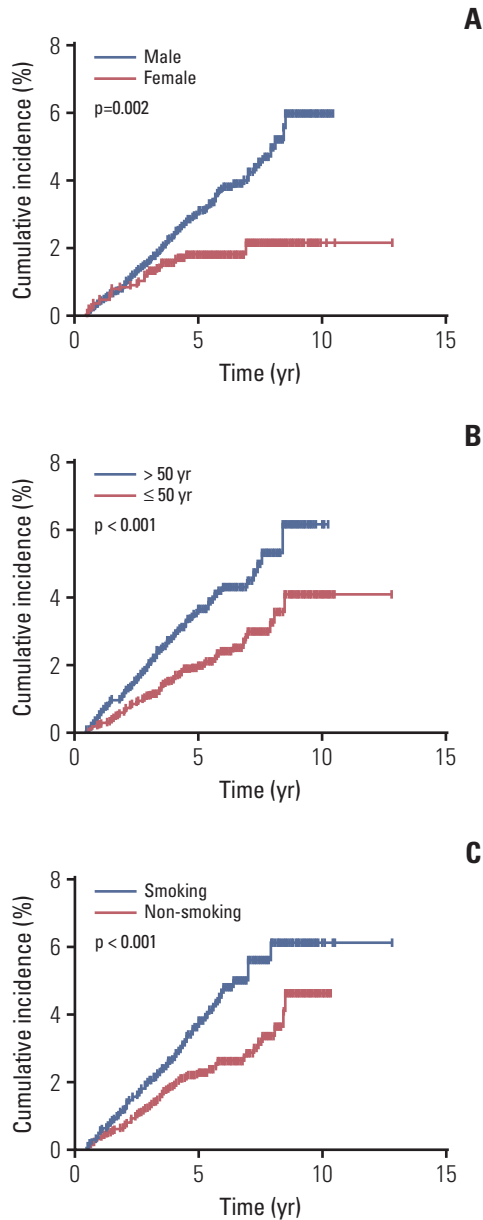 A
8
6
4
2
0
Cumulative incidence (%)
Male
Female
p=0.002
0 5 10 15
Time (yr)
B
8
6
4
2
0
Cumulative incidence (%)
> 50 yr
≤ 50 yr
p < 0.001
0 5 10 15
Time (yr)
C
8
6
4
2
0
Cumulative incidence (%)
Smoking
Non-smoking
p < 0.001
0 5 10 15
Time (yr)